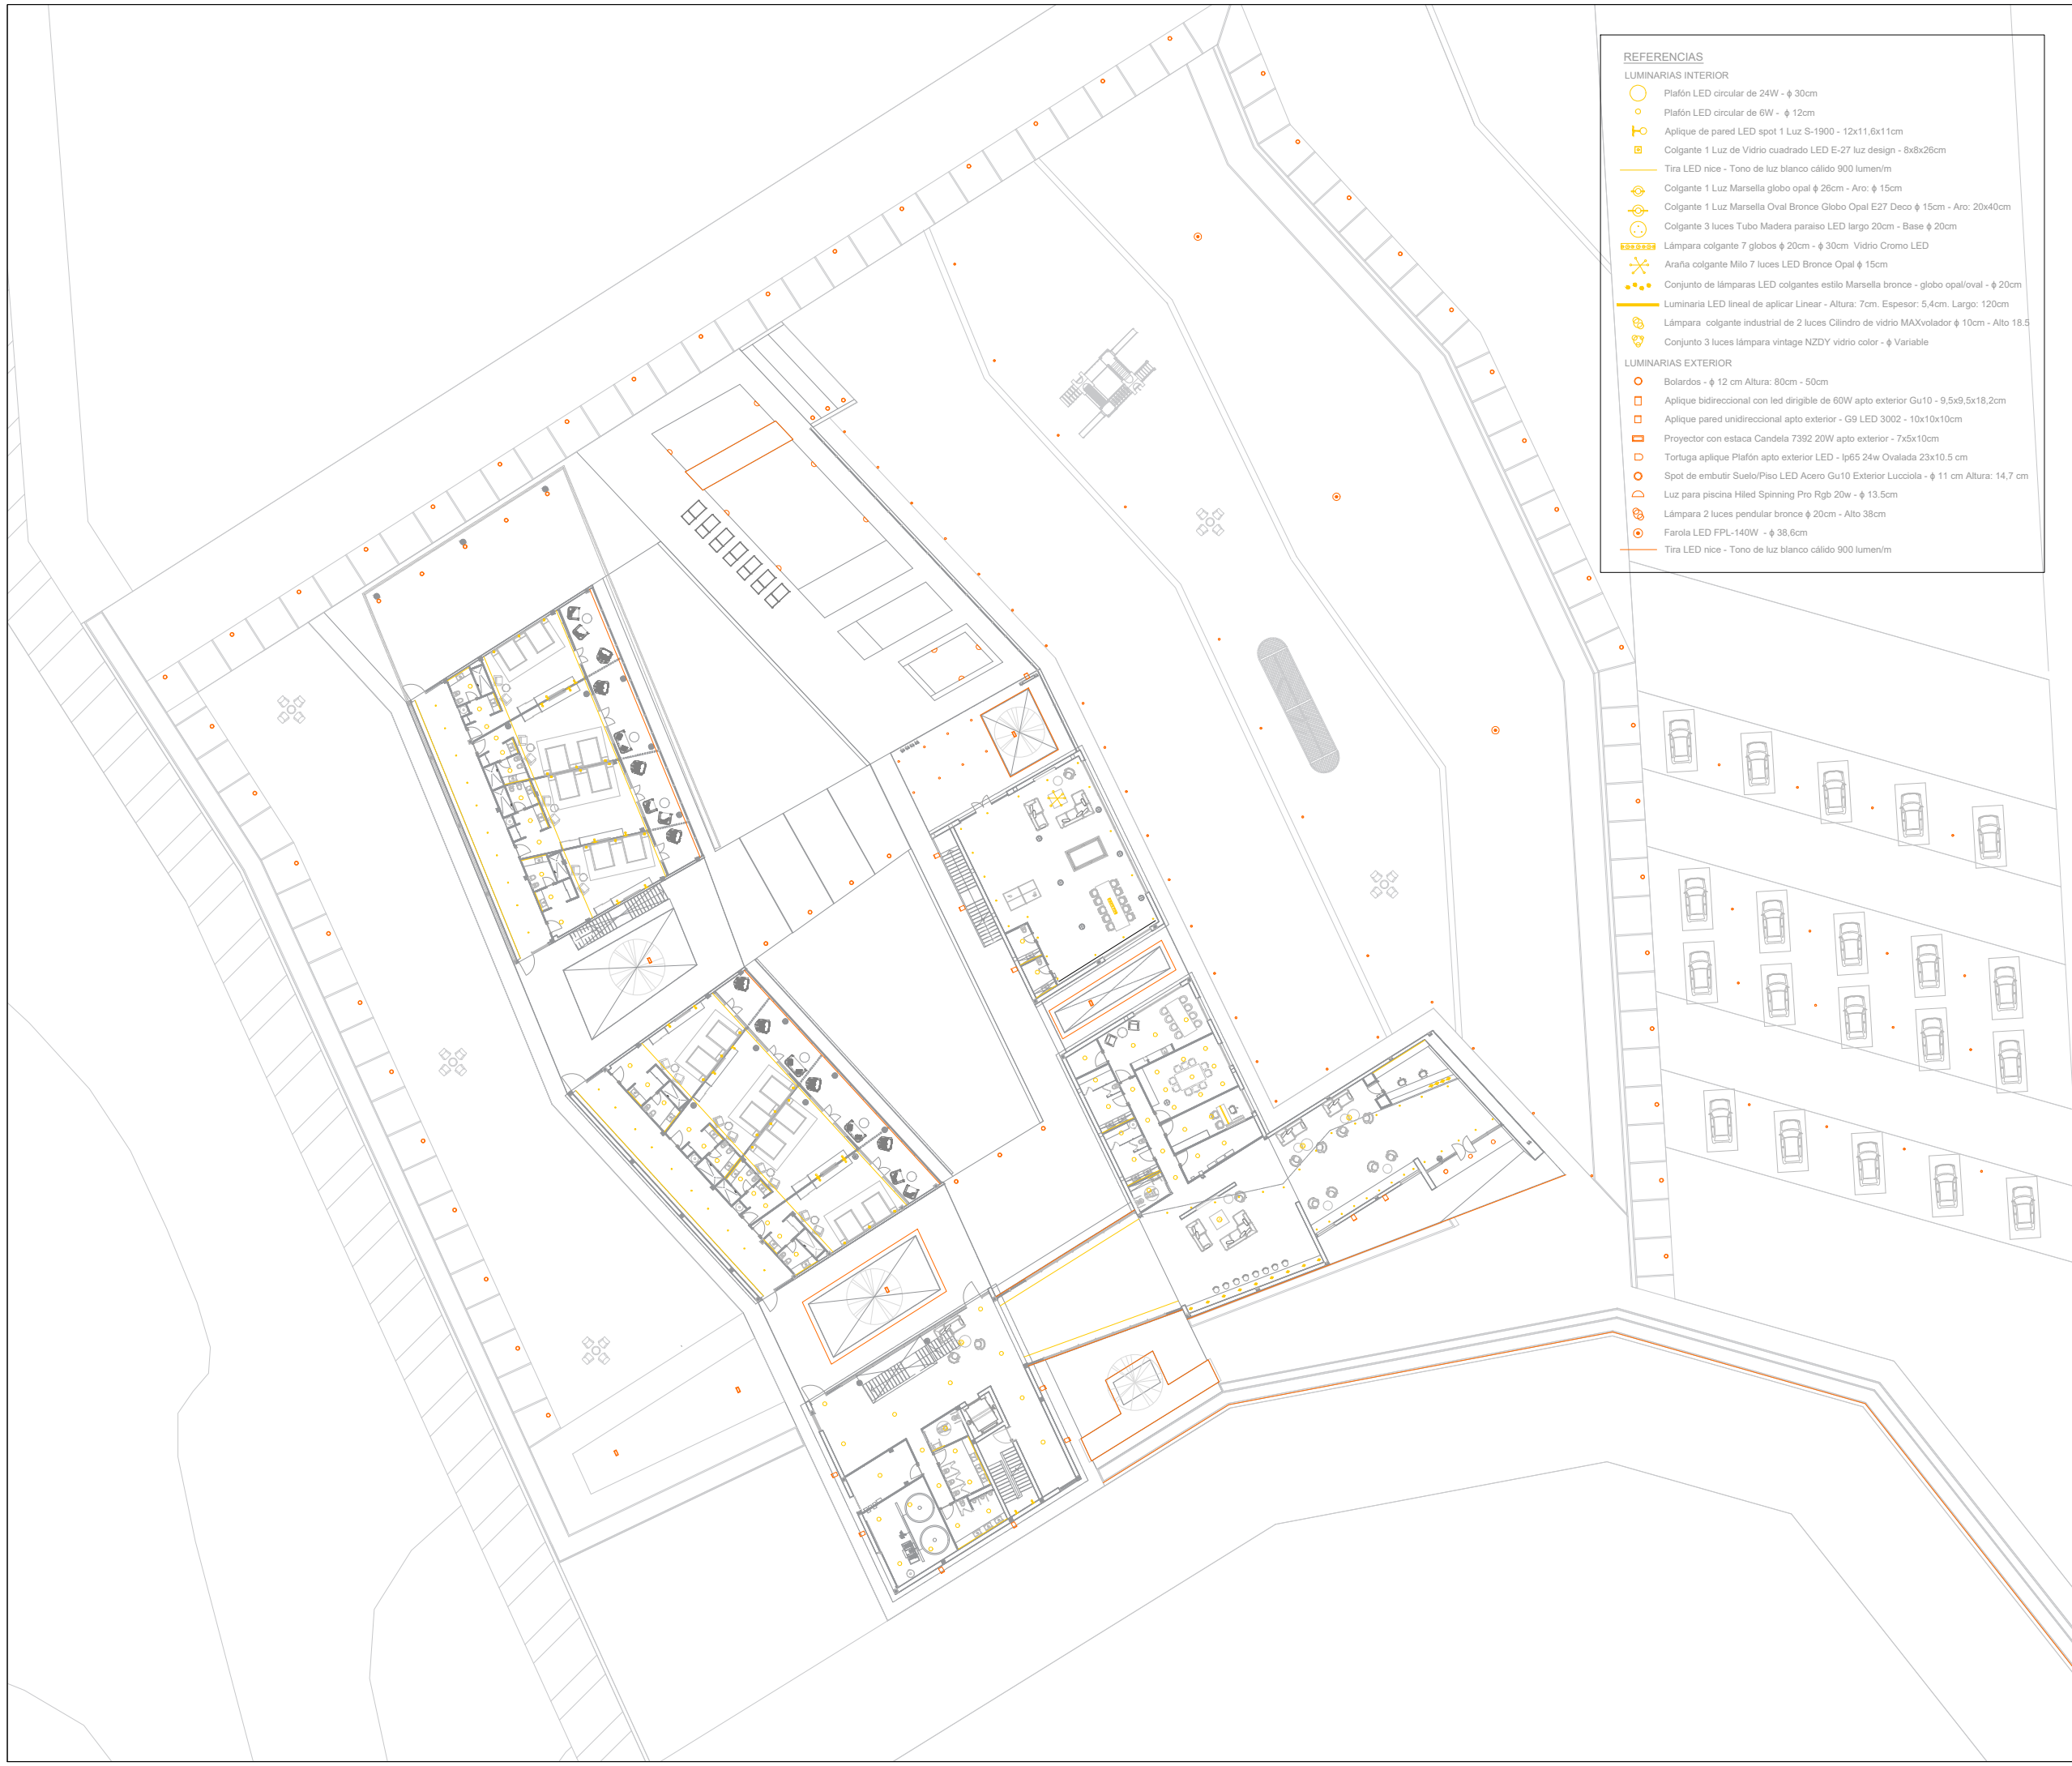 REFERENCIAS
LUMINARIAS INTERIOR
Plafón LED circular de 24W - ϕ 30cm
Plafón LED circular de 6W - ϕ 12cm
Aplique de pared LED spot 1 Luz S-1900 - 12x11,6x11cm
Colgante 1 Luz de Vidrio cuadrado LED E-27 luz design - 8x8x26cm
Tira LED nice - Tono de luz blanco cálido 900 lumen/m
Colgante 1 Luz Marsella globo opal ϕ 26cm - Aro: ϕ 15cm
Colgante 1 Luz Marsella Oval Bronce Globo Opal E27 Deco ϕ 15cm - Aro: 20x40cm
Colgante 3 luces Tubo Madera paraiso LED largo 20cm - Base ϕ 20cm
Lámpara colgante 7 globos ϕ 20cm - ϕ 30cm Vidrio Cromo LED
Araña colgante Milo 7 luces LED Bronce Opal ϕ 15cm
Conjunto de lámparas LED colgantes estilo Marsella bronce - globo opal/oval - ϕ 20cm
Luminaria LED lineal de aplicar Linear - Altura: 7cm. Espesor: 5,4cm. Largo: 120cm
Lámpara colgante industrial de 2 luces Cilindro de vidrio MAXvolador ϕ 10cm - Alto 18.5
Conjunto 3 luces lámpara vintage NZDY vidrio color - ϕ Variable
LUMINARIAS EXTERIOR
Bolardos - ϕ 12 cm Altura: 80cm - 50cm
Aplique bidireccional con led dirigible de 60W apto exterior Gu10 - 9,5x9,5x18,2cm
Aplique pared unidireccional apto exterior - G9 LED 3002 - 10x10x10cm
Proyector con estaca Candela 7392 20W apto exterior - 7x5x10cm
Tortuga aplique Plafón apto exterior LED - Ip65 24w Ovalada 23x10.5 cm
Spot de embutir Suelo/Piso LED Acero Gu10 Exterior Lucciola - ϕ 11 cm Altura: 14,7 cm
Luz para piscina Hiled Spinning Pro Rgb 20w - ϕ 13.5cm
Lámpara 2 luces pendular bronce ϕ 20cm - Alto 38cm
Farola LED FPL-140W - ϕ 38,6cm
Tira LED nice - Tono de luz blanco cálido 900 lumen/m